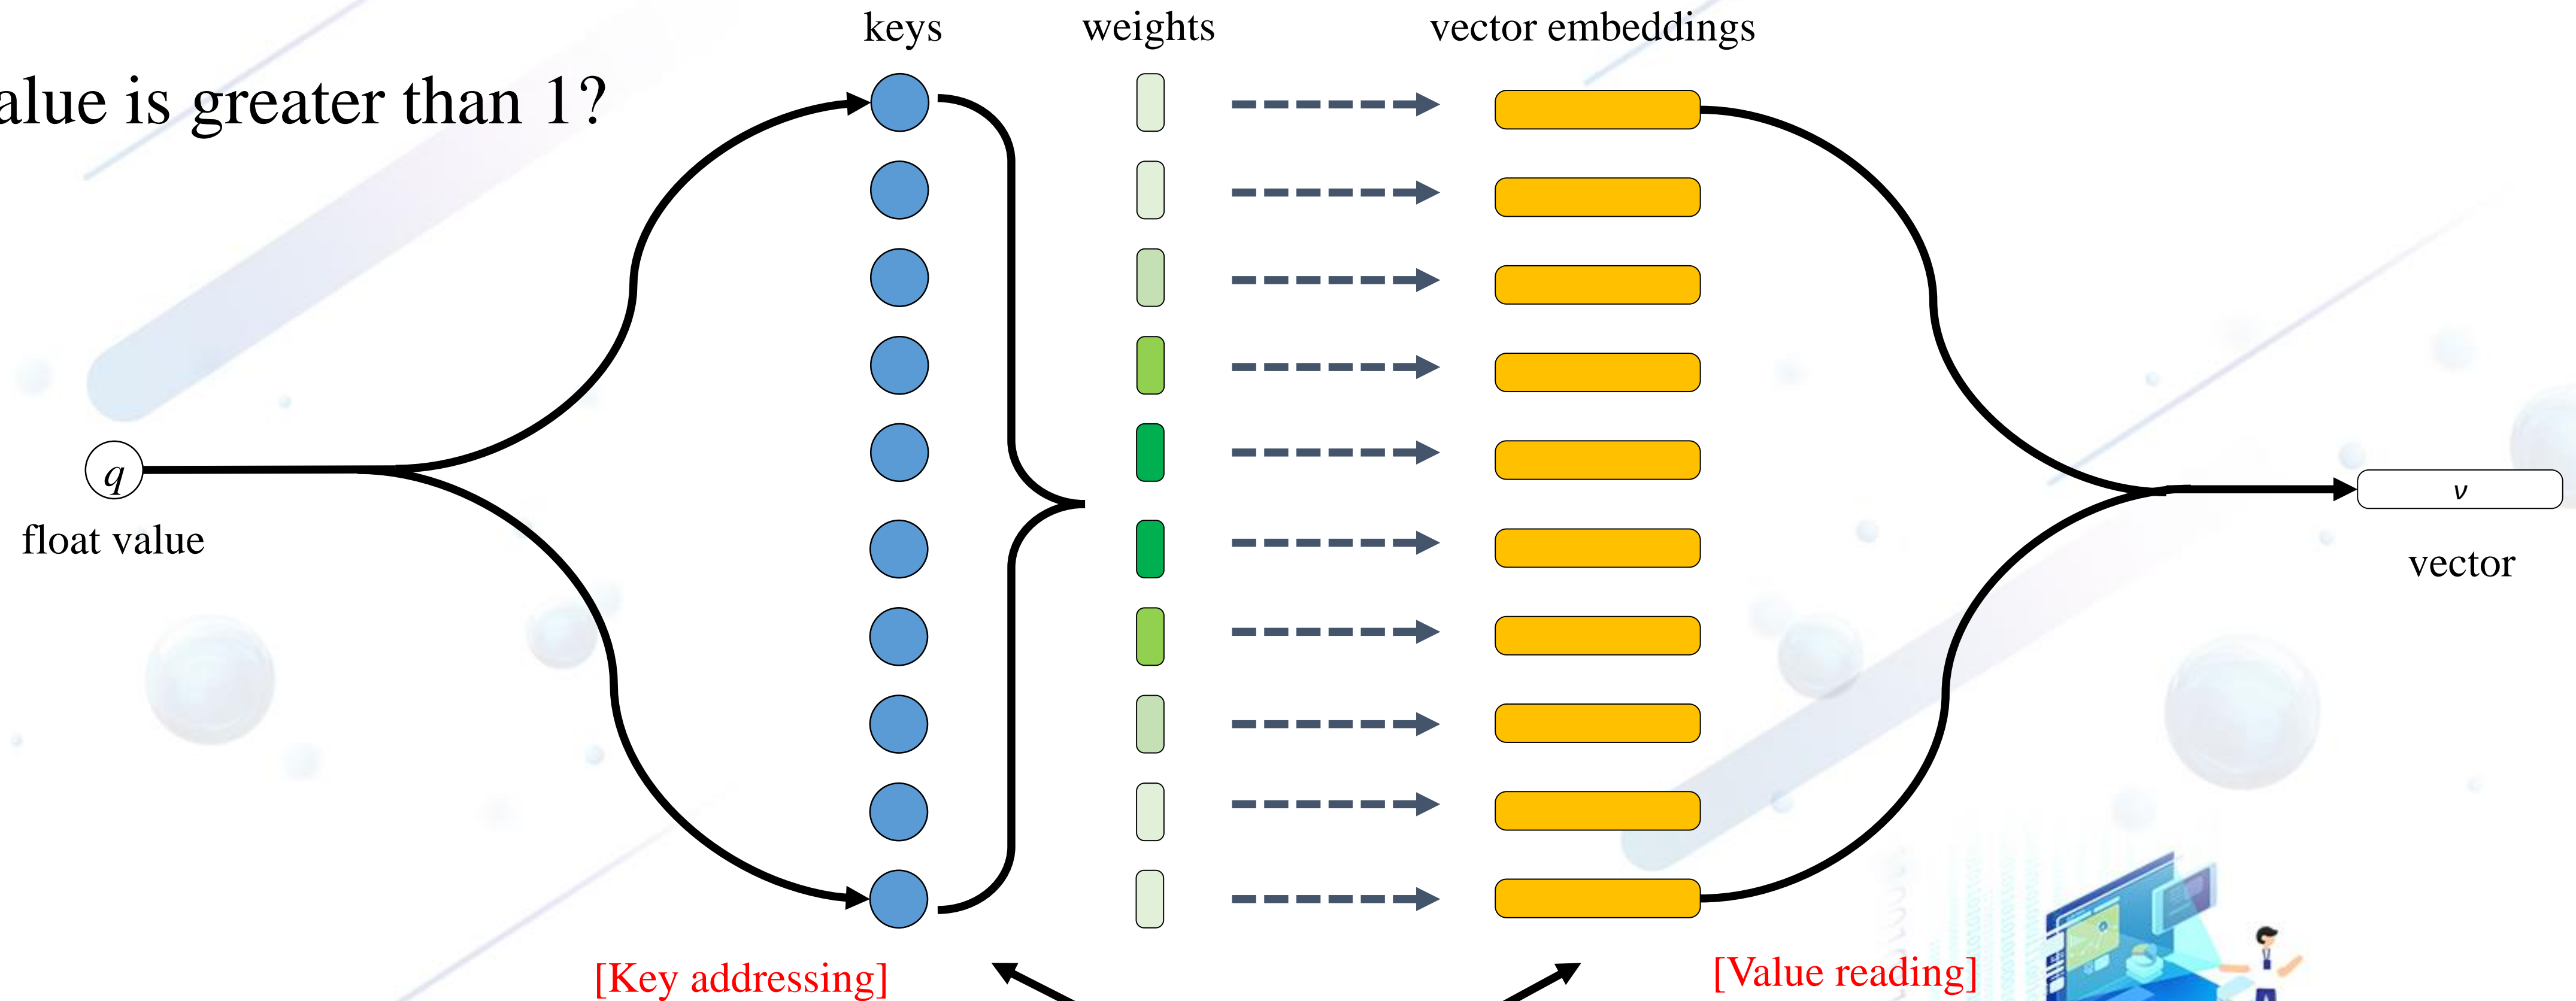 keys weights vector embeddings
alue is greater than 1?
q
v
float value
vector
[Key addressing] [Value reading]